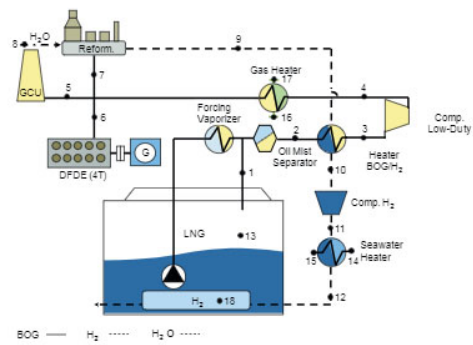 8
H₂O
Reform.
9
Gas Heater
17
5
7
4
GCU
16
Forcing
Vaporizer
Comp.
Low-Duty
6
2
3
G
Oil Mist
Separator
Heater
BOG/H₂
DFDE (4T)
1
10
Comp. H₂
LNG
13
11
Seawater
Heater
15
14
H₂
18
12
BOG
H₂
H₂ O